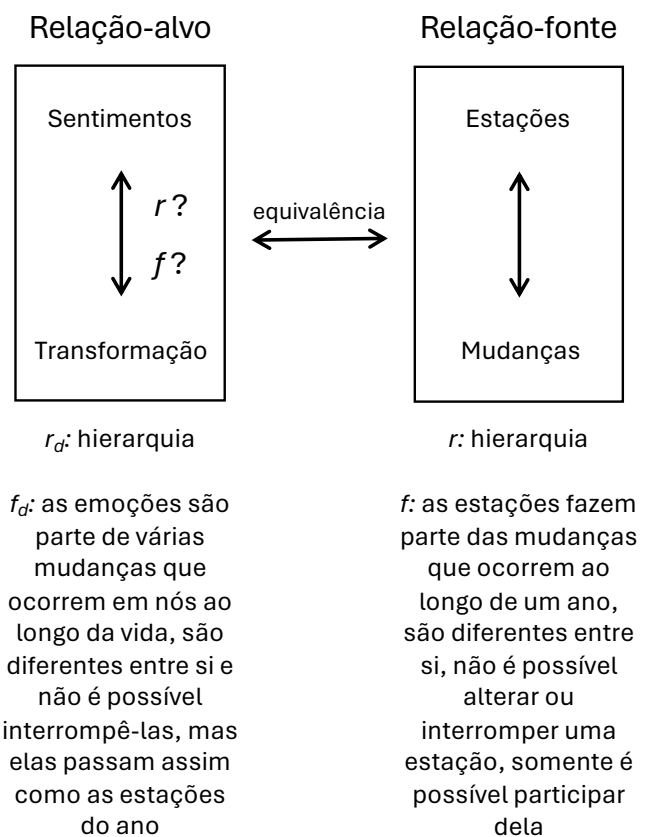 Relação-alvo
Sentimentos
r ?
f ?
Transformação
r_d: hierarquia
f_d: as emoções são
parte de várias
mudanças que
ocorrem em nós ao
longo da vida, são
diferentes entre si e
não é possível
interrompê-las, mas
elas passam assim
como as estações
do ano
equivalência
Relação-fonte
Estações
Mudanças
r: hierarquia
f: as estações fazem
parte das mudanças
que ocorrem ao
longo de um ano,
são diferentes entre
si, não é possível
alterar ou
interromper uma
estação, somente é
possível participar
dela